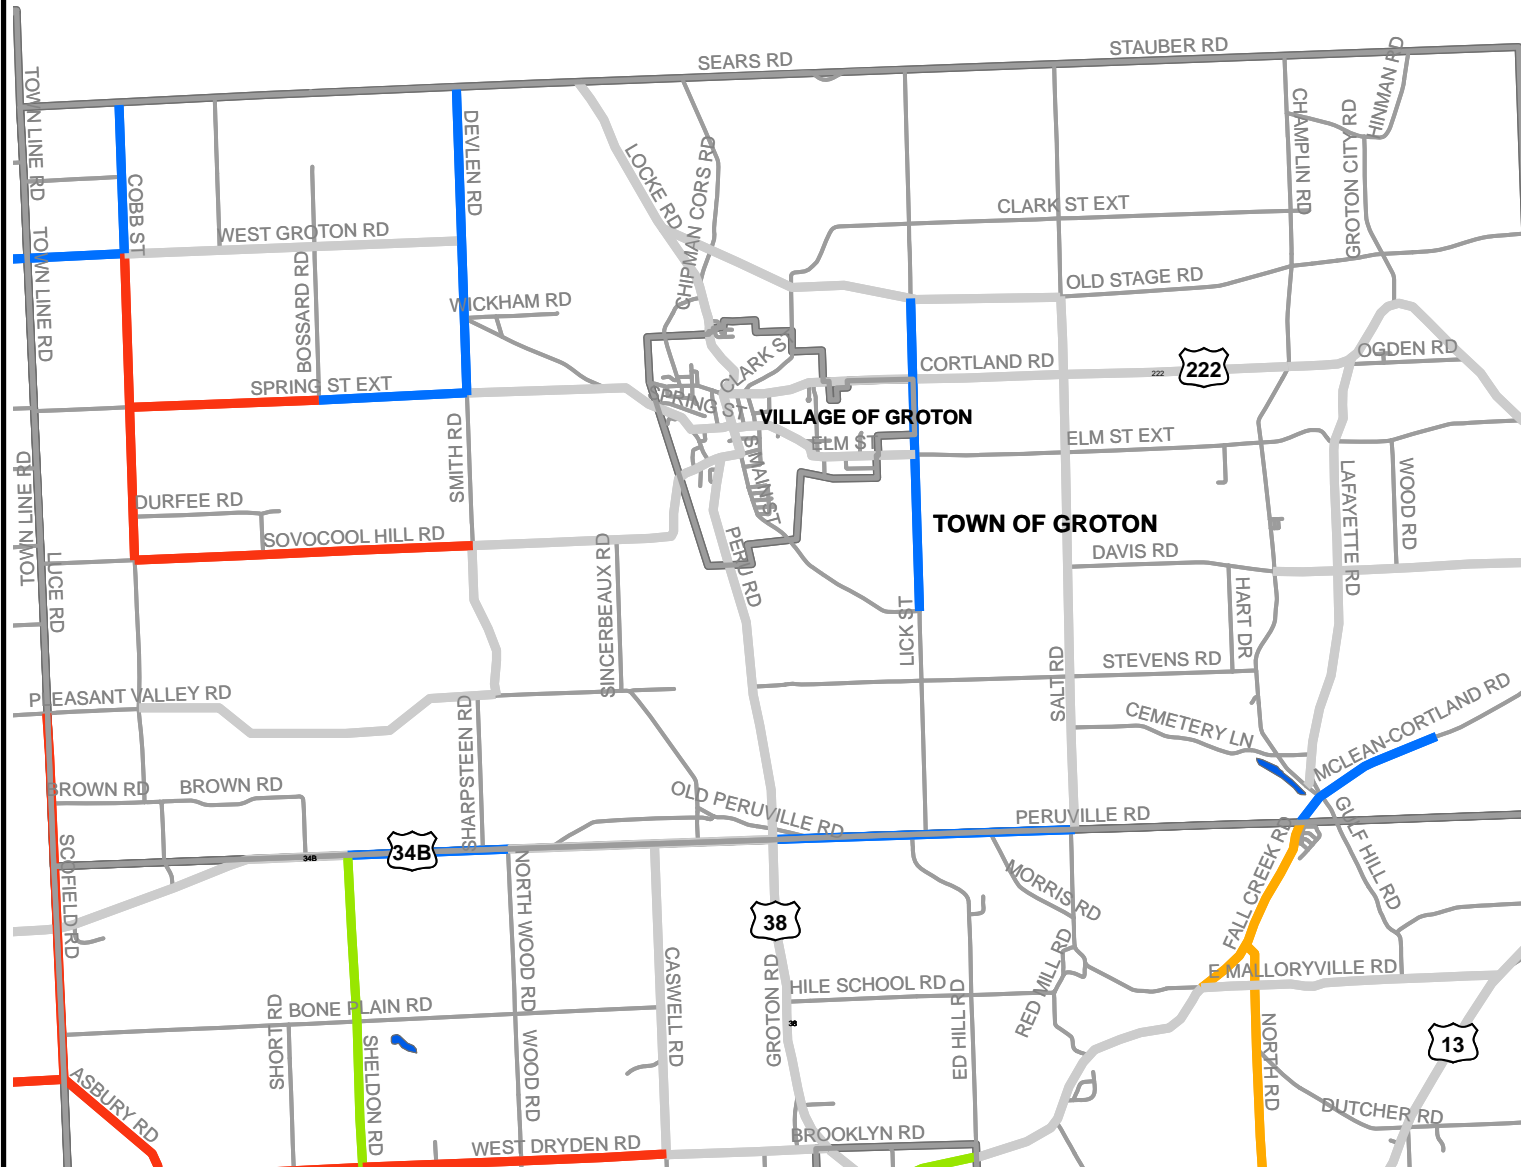 STAUBER RD
SEARS RD
TOWN LINE RD
DEVLEN RD
COBB ST
LOCKE RD
CHIPMAN CORS RD
CHAMPLIN RD
GROTON CITY RD
HINMAN RD
CLARK ST EXT
WEST GROTON RD
TOWN LINE RD
BOSSARD RD
OLD STAGE RD
WICKHAM RD
CORTLAND RD
222
222
OGDEN RD
CLARK ST
SPRING ST EXT
SPRING ST
VILLAGE OF GROTON
ELM ST
ELM ST EXT
S MAIN ST
SMITH RD
TOWN LINE RD
DURFEE RD
SOVOCOOL HILL RD
TOWN OF GROTON
LAFAYETTE RD
WOOD RD
DAVIS RD
LUCE RD
PERU RD
SINCERBEAUX RD
LICK ST
HART DR
STEVENS RD
SALT RD
PLEASANT VALLEY RD
CEMETERY LN
MCLEAN-CORTLAND RD
SHARPSTEEN RD
BROWN RD
BROWN RD
OLD PERUVILLE RD
PERUVILLE RD
GULF HILL RD
SCOFIELD RD
34B
34B
NORTH WOOD RD
MORRIS RD
FALL CREEK RD
38
CASWELL RD
GROTON RD
HILE SCHOOL RD
RED MILL RD
E MALLORYVILLE RD
BONE PLAIN RD
SHORT RD
38
ED HILL RD
13
SHELDON RD
WOOD RD
NORTH RD
ASBURY RD
DUTCHER RD
WEST DRYDEN RD
BROOKLYN RD